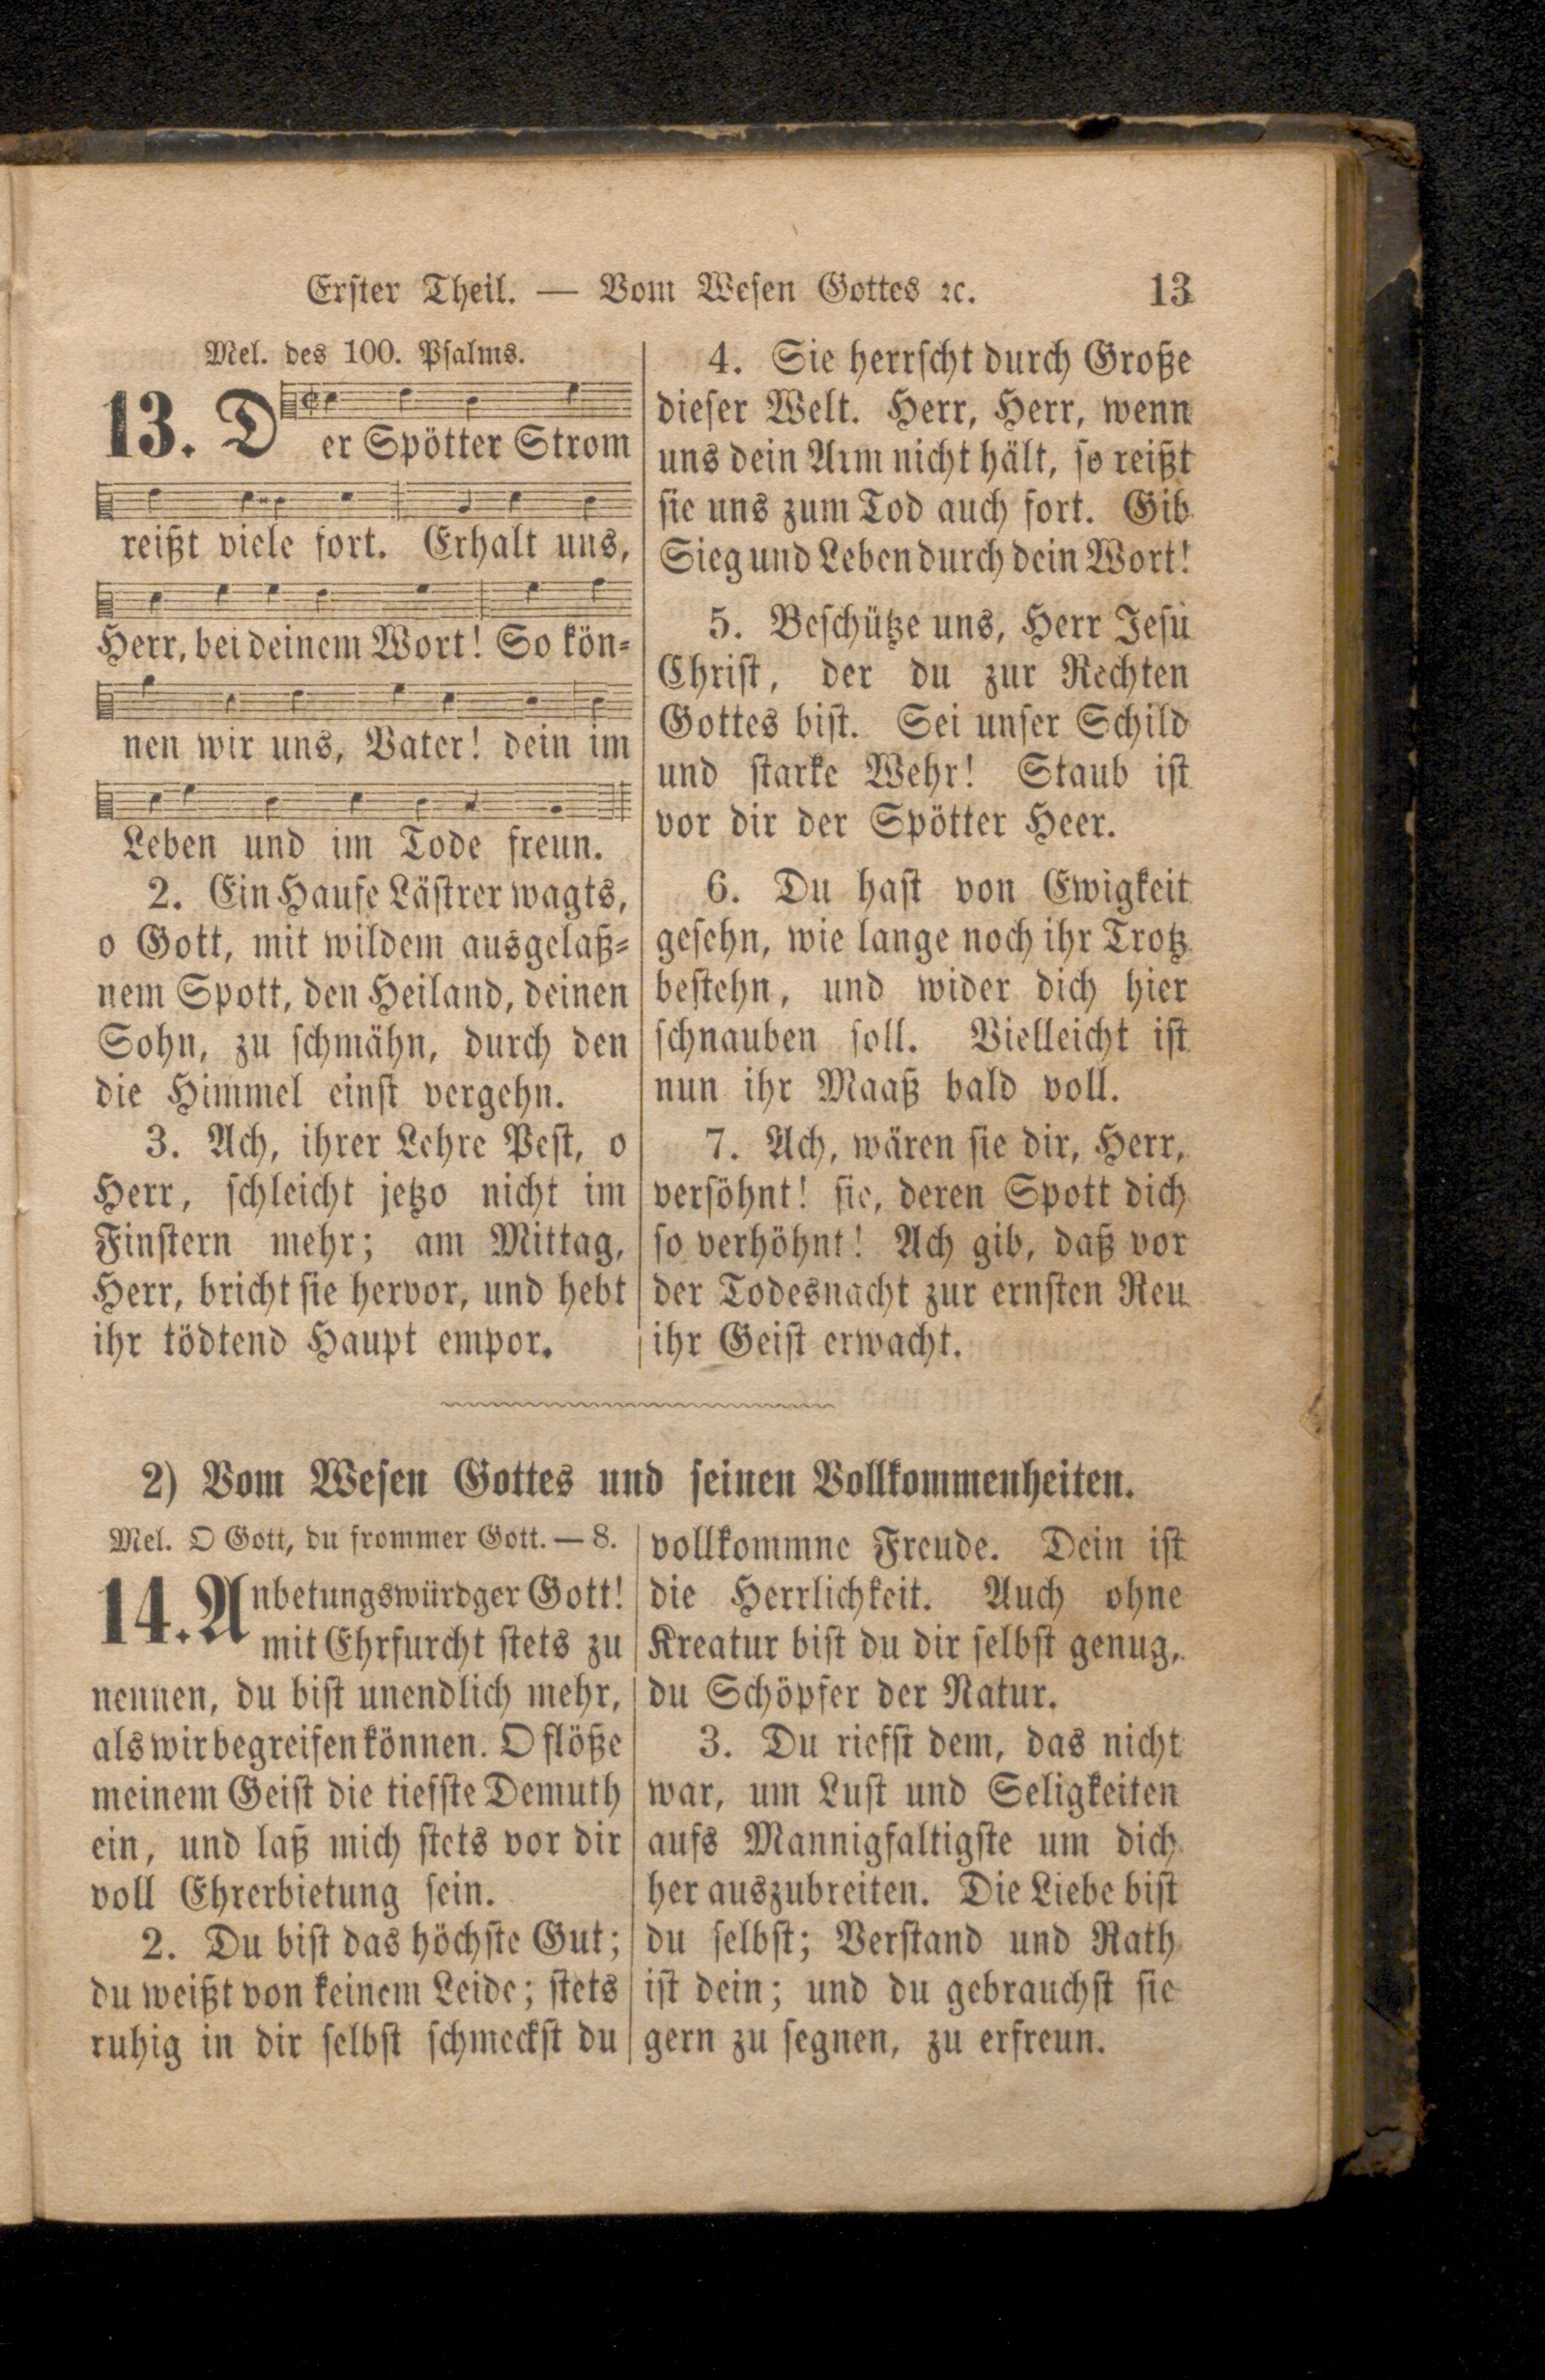 Erster Theil. — Vom Wesen Gottes ꝛc. 13
Mel. des 100. Psalms.
13. Der Spötter Strom
reißt viele fort. Erhalt uns,
Herr, bei deinem Wort! So kön-
nen wir uns, Vater! dein im
Leben und im Tode freun.
2. Ein Haufe Lästrer wagts,
o Gott, mit wildem ausgelaß-
nem Spott, den Heiland, deinen
Sohn, zu schmähn, durch den
die Himmel einst vergehn.
3. Ach, ihrer Lehre Pest, o
Herr, schleicht jetzo nicht im
Finstern mehr; am Mittag,
Herr, bricht sie hervor, und hebt
ihr tödtend Haupt empor.
4. Sie herrscht durch Große
dieser Welt. Herr, Herr, wenn
uns dein Arm nicht hält, so reißt
sie uns zum Tod auch fort. Gib
Sieg und Leben durch dein Wort!
5. Beschütze uns, Herr Jesu
Christ, der du zur Rechten
Gottes bist. Sei unser Schild
und starke Wehr! Staub ist
vor dir der Spötter Heer.
6. Du hast von Ewigkeit
gesehn, wie lange noch ihr Trotz
bestehn, und wider dich hier
schnauben soll. Vielleicht ist
nun ihr Maaß bald voll.
7. Ach, wären sie dir, Herr,
versöhnt! sie, deren Spott dich
so verhöhnt! Ach gib, daß vor
der Todesnacht zur ernsten Reu
ihr Geist erwacht.
2) Vom Wesen Gottes und seinen Vollkommenheiten.
Mel. O Gott, du frommer Gott. — 8.
14. Anbetungswürdger Gott!
mit Ehrfurcht stets zu
nennen, du bist unendlich mehr,
als wir begreifen können. O flöße
meinem Geist die tiefste Demuth
ein, und laß mich stets vor dir
voll Ehrerbietung sein.
2. Du bist das höchste Gut;
du weißt von keinem Leide; stets
ruhig in dir selbst schmeckst du
vollkommne Freude. Dein ist
die Herrlichkeit. Auch ohne
Kreatur bist du dir selbst genug,
du Schöpfer der Natur.
3. Du riefst dem, das nicht
war, um Lust und Seligkeiten
aufs Mannigfaltigste um dich
her auszubreiten. Die Liebe bist
du selbst; Verstand und Rath
ist dein; und du gebrauchst sie
gern zu segnen, zu erfreun.